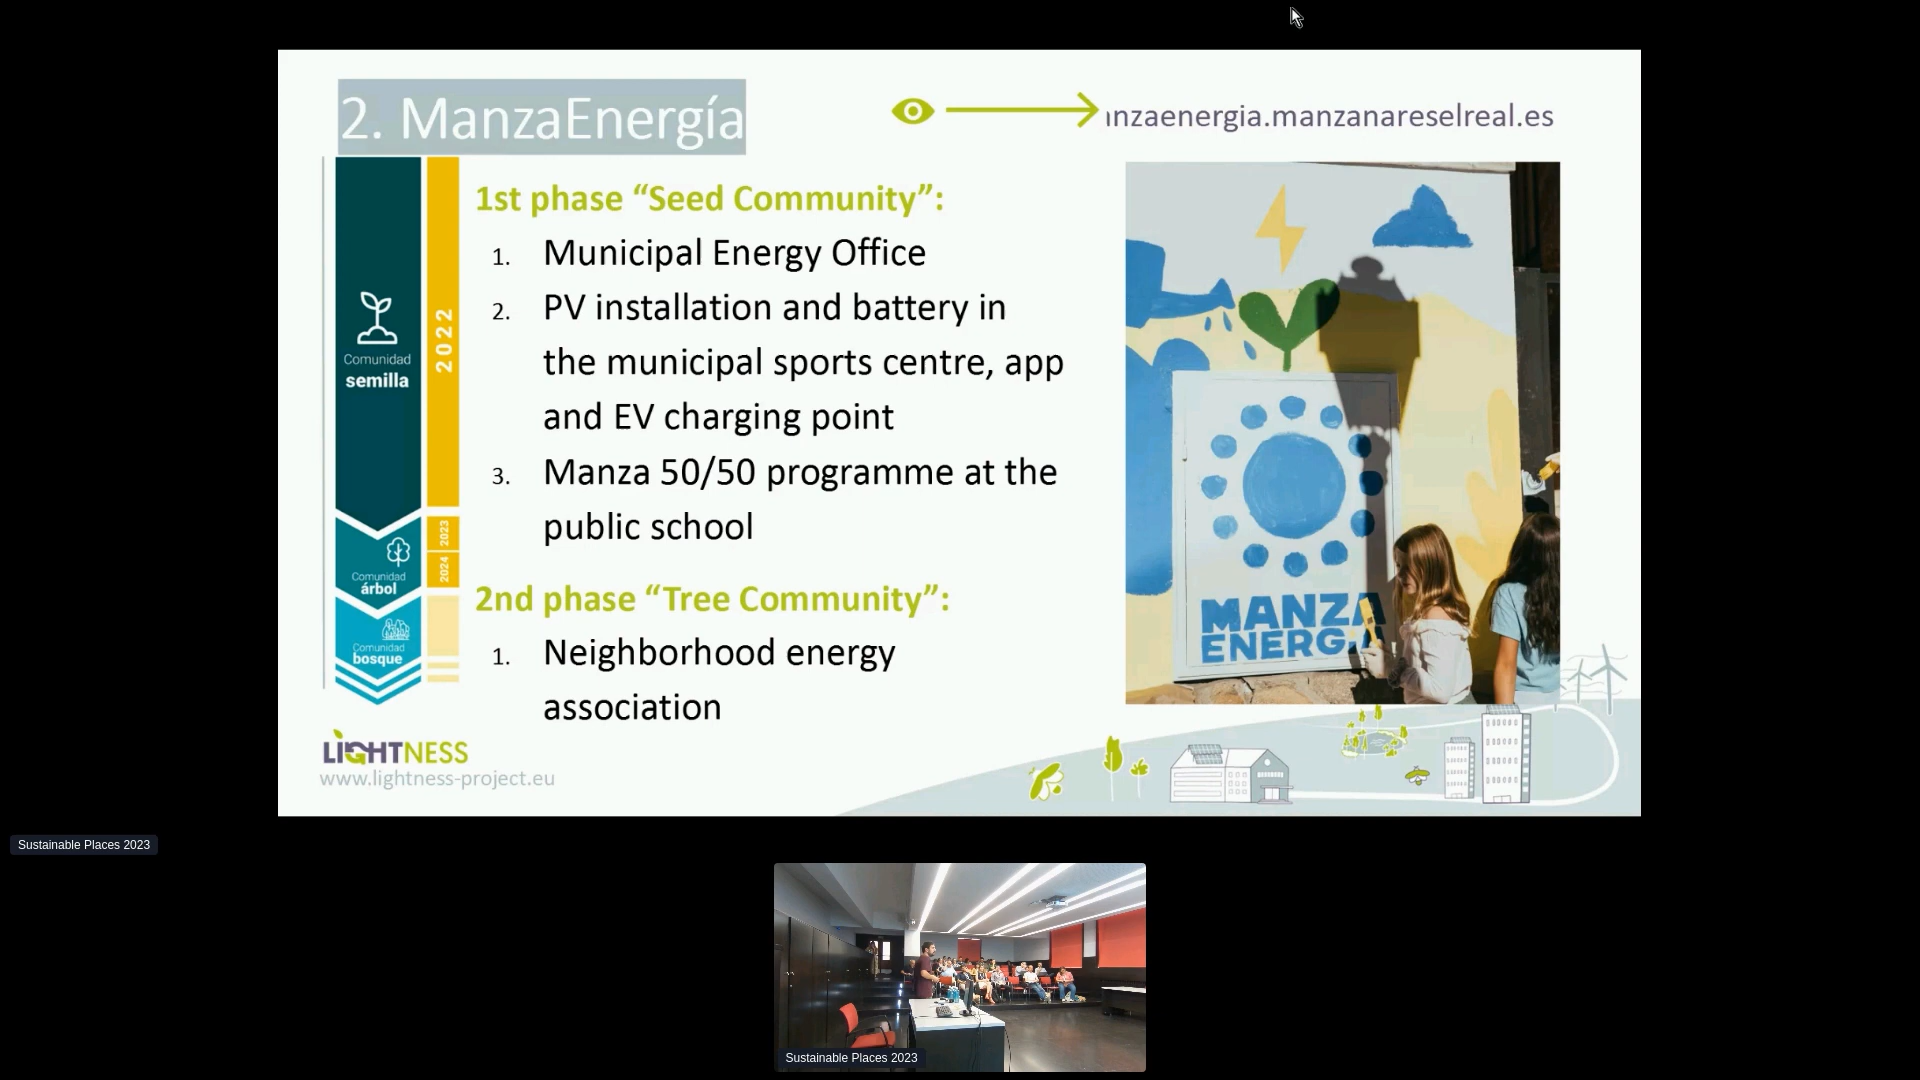 2. ManzaEnergía
nzaenergia.manzanareselreal.es
1st phase “Seed Community”:
1. Municipal Energy Office
2. PV installation and battery in
the municipal sports centre, app
and EV charging point
3. Manza 50/50 programme at the
public school
2nd phase “Tree Community”:
1. Neighborhood energy
association
Comunidad
semilla
2022
Comunidad
árbol
2023
2024
Comunidad
bosque
MANZA
ENERG
LIGHTNESS
www.lightness-project.eu
Sustainable Places 2023
Sustainable Places 2023